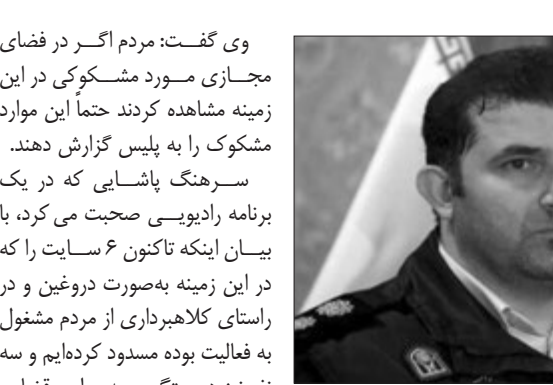 وی گفت: مردم اگر در فضای
مجازی مورد مشکوکی در این
زمینه مشاهده کردند حتماً این موارد
مشکوک را به پلیس گزارش دهند.
سرهنگ پاشایی که در یک
برنامه رادیویی صحبت می کرد، با
بیان اینکه تاکنون ۶ سایت را که
در این زمینه به‌صورت دروغین و در
راستای کلاهبرداری از مردم مشغول
به فعالیت بوده مسدود کرده‌ایم و سه